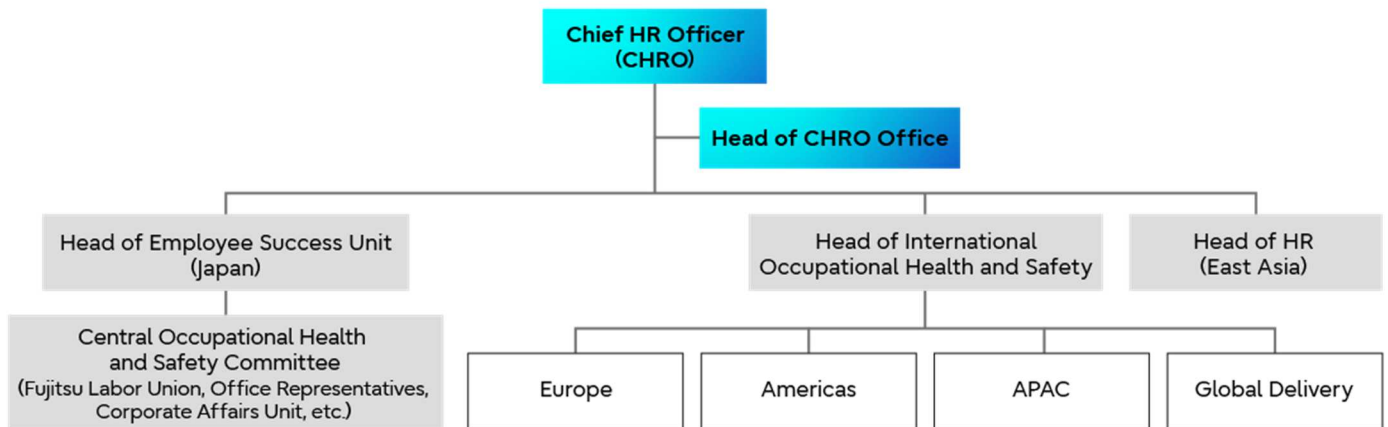 Chief HR Officer
(CHRO)
Head of CHRO Office
Head of Employee Success Unit
(Japan)
Head of International
Occupational Health and Safety
Head of HR
(East Asia)
Central Occupational Health
and Safety Committee
(Fujitsu Labor Union, Office Representatives,
Corporate Affairs Unit, etc.)
Europe
Americas
APAC
Global Delivery